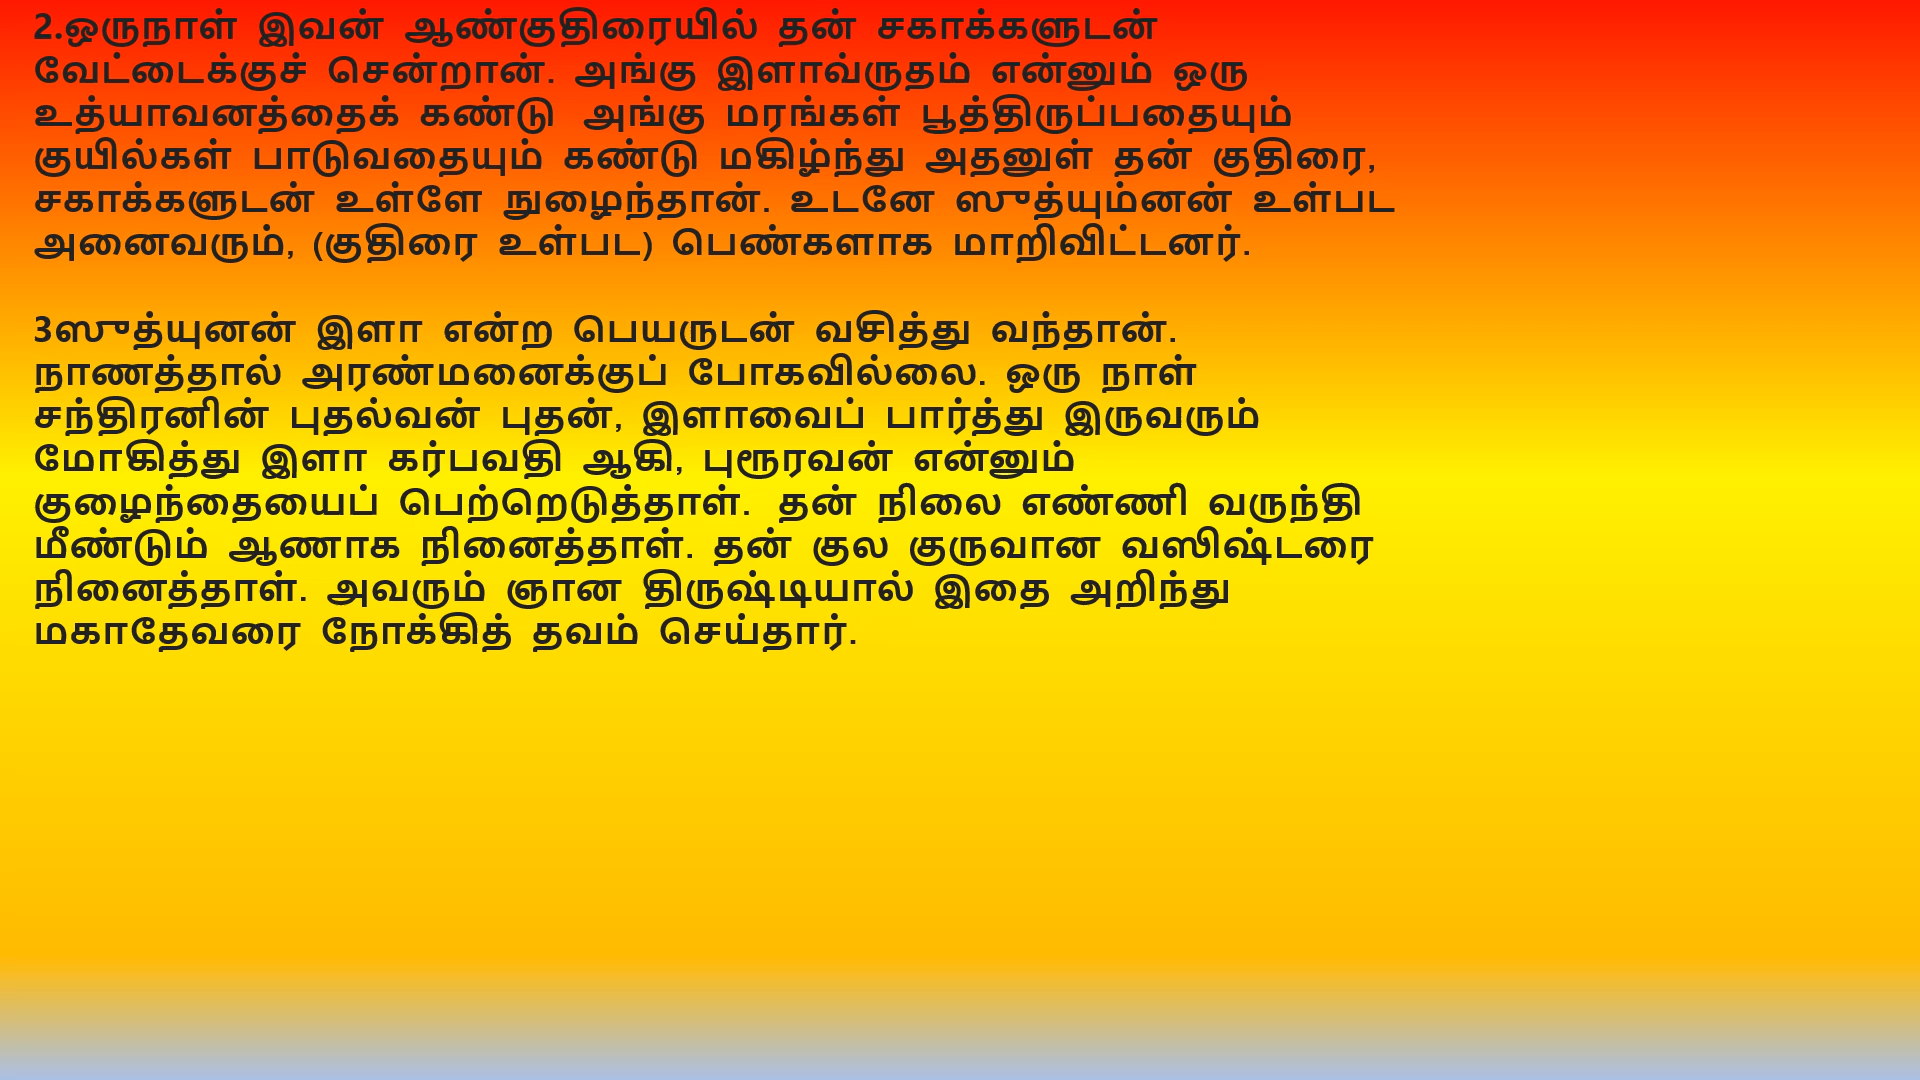 2.ஒருநாள் இவன் ஆண்குதிரையில் தன் சகாக்களுடன்
வேட்டைக்குச் சென்றான். அங்கு இளாவ்ருதம் என்னும் ஒரு
உத்யாவனத்தைக் கண்டு அங்கு மரங்கள் பூத்திருப்பதையும்
குயில்கள் பாடுவதையும் கண்டு மகிழ்ந்து அதனுள் தன் குதிரை,
சகாக்களுடன் உள்ளே நுழைந்தான். உடனே ஸுத்யும்னன் உள்பட
அனைவரும், (குதிரை உள்பட) பெண்களாக மாறிவிட்டனர்.
3ஸுத்யுனன் இளா என்ற பெயருடன் வசித்து வந்தான்.
நாணத்தால் அரண்மனைக்குப் போகவில்லை. ஒரு நாள்
சந்திரனின் புதல்வன் புதன், இளாவைப் பார்த்து இருவரும்
மோகித்து இளா கர்பவதி ஆகி, புரூரவன் என்னும்
குழைந்தையைப் பெற்றெடுத்தாள். தன் நிலை எண்ணி வருந்தி
மீண்டும் ஆணாக நினைத்தாள். தன் குல குருவான வஸிஷ்டரை
நினைத்தாள். அவரும் ஞான திருஷ்டியால் இதை அறிந்து
மகாதேவரை நோக்கித் தவம் செய்தார்.